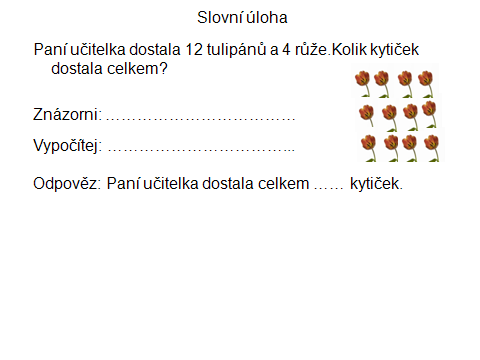 Slovní úloha
Paní učitelka dostala 12 tulipánů a 4 růže.Kolik kytiček
dostala celkem?
Znázorni: ………………………………
Vypočítej: ……………………………...
Odpověz: Paní učitelka dostala celkem …… kytiček.